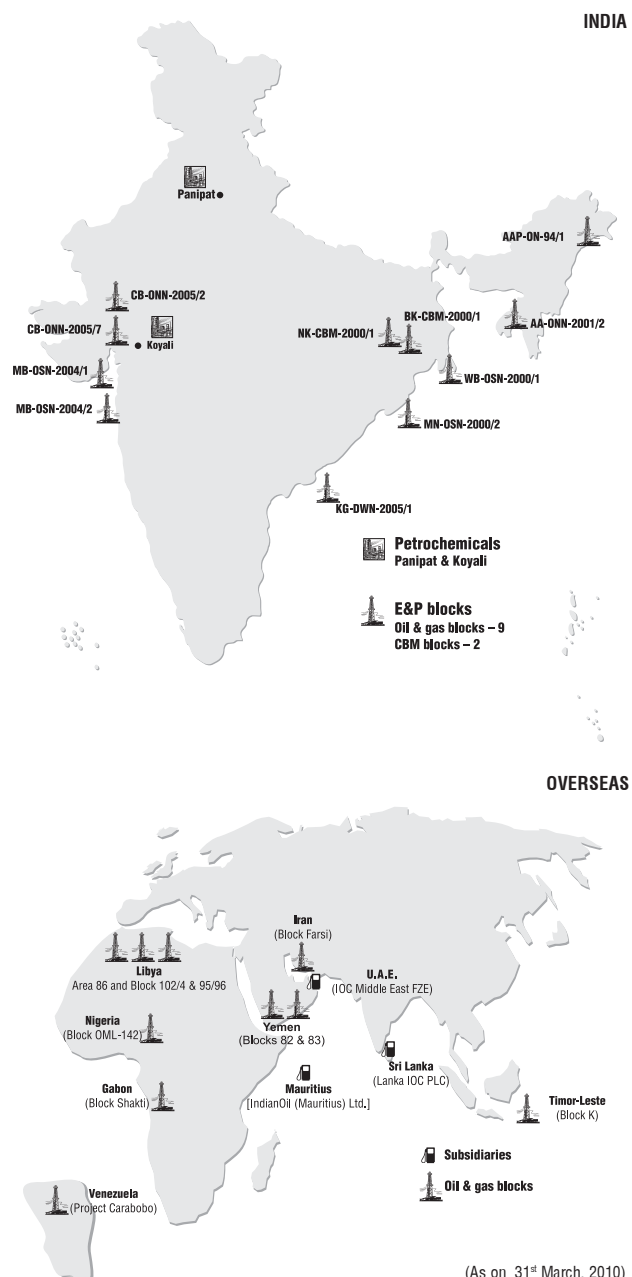 INDIA
Panipat
AAP-ON-94/1
CB-ONN-2005/2
BK-CBM-2000/1
AA-ONN-2001/2
CB-ONN-2005/7
NK-CBM-2000/1
Koyali
MB-OSN-2004/1
WB-OSN-2000/1
MB-OSN-2004/2
MN-OSN-2000/2
KG-DWN-2005/1
Petrochemicals
Panipat & Koyali
E&P blocks
Oil & gas blocks – 9
CBM blocks – 2
OVERSEAS
Iran
(Block Farsi)
Libya
Area 86 and Block 102/4 & 95/96
U.A.E.
(IOC Middle East FZE)
Nigeria
(Block OML-142)
Yemen
(Blocks 82 & 83)
Sri Lanka
(Lanka IOC PLC)
Gabon
(Block Shakti)
Mauritius
[IndianOil (Mauritius) Ltd.]
Timor-Leste
(Block K)
Subsidiaries
Oil & gas blocks
Venezuela
(Project Carabobo)
(As on 31st March, 2010)